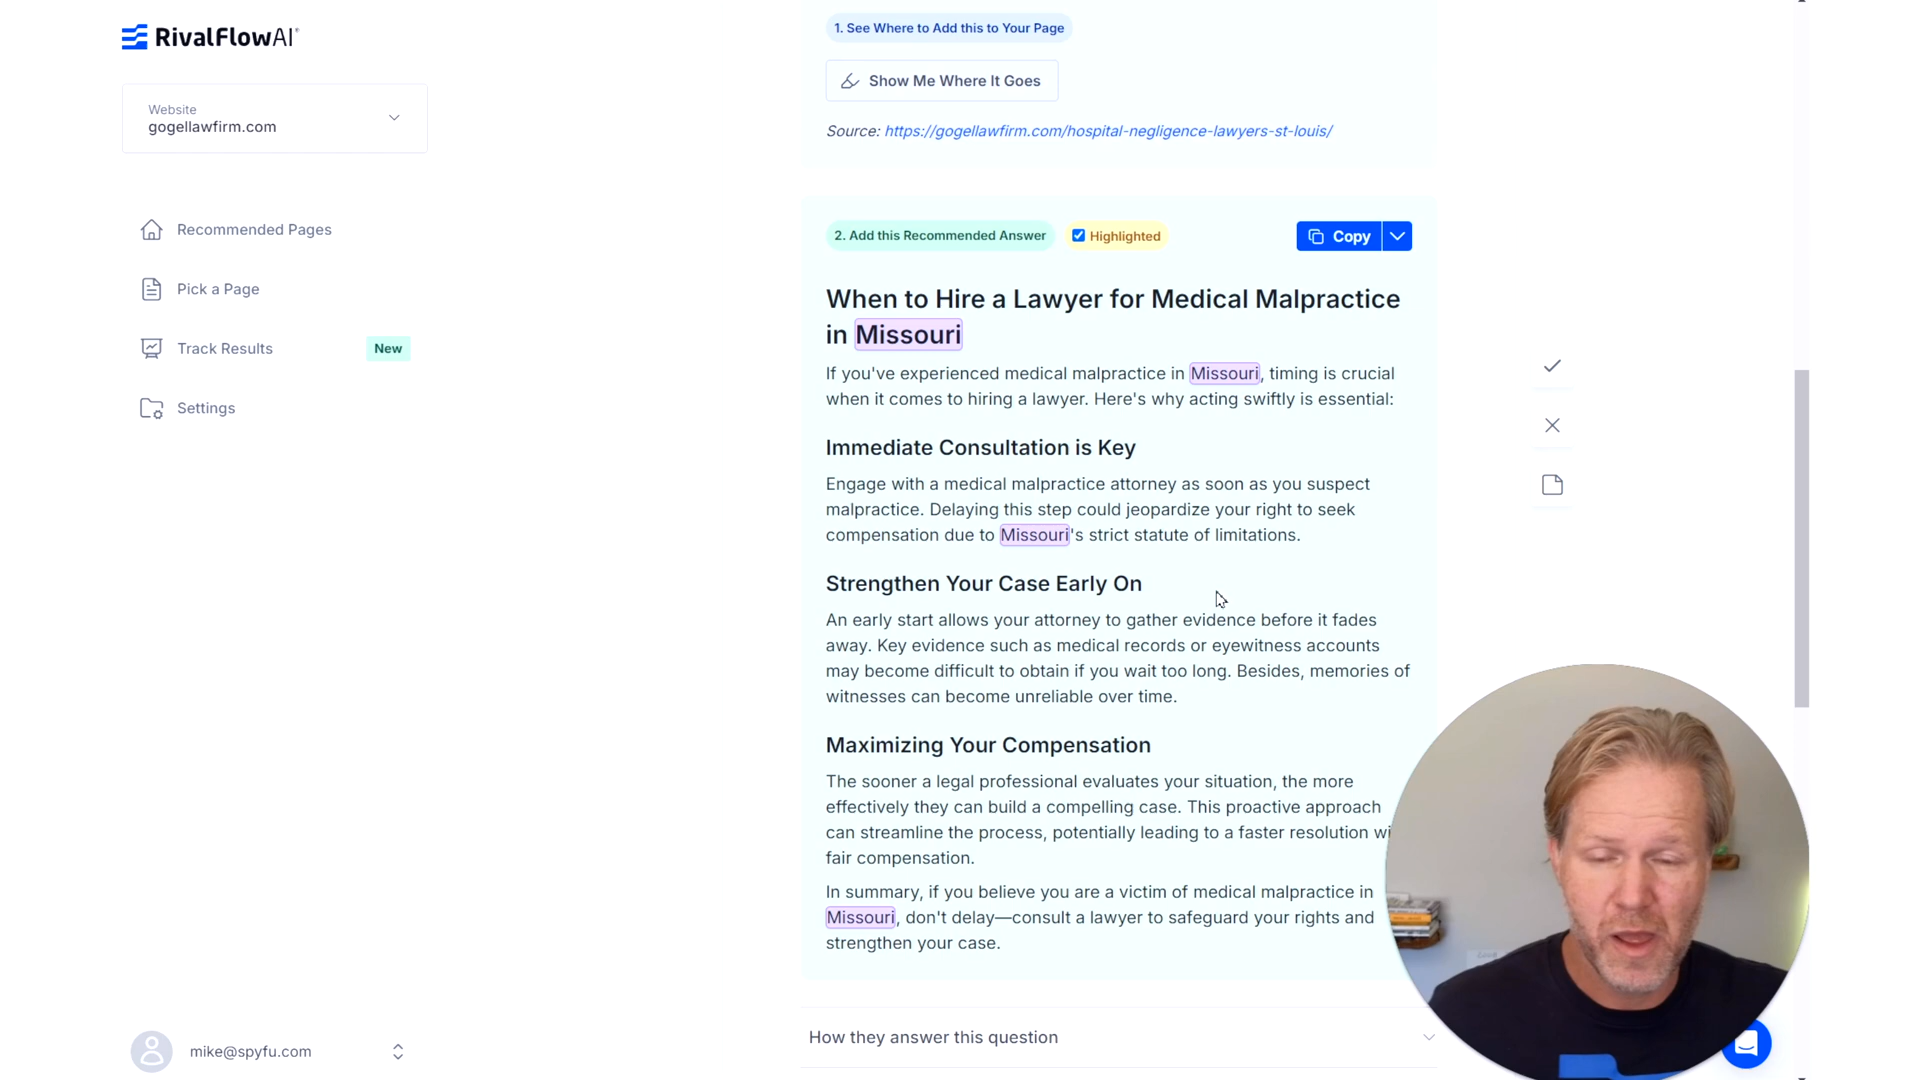 RivalFlowAI
Website
gogellawfirm.com
Recommended Pages
Pick a Page
Track Results
New
Settings
mike@spyfu.com
1. See Where to Add this to Your Page
Show Me Where It Goes
Source: https://gogellawfirm.com/hospital-negligence-lawyers-st-louis/
2. Add this Recommended Answer
Highlighted
Copy
When to Hire a Lawyer for Medical Malpractice
in Missouri
If you've experienced medical malpractice in Missouri, timing is crucial
when it comes to hiring a lawyer. Here's why acting swiftly is essential:
Immediate Consultation is Key
Engage with a medical malpractice attorney as soon as you suspect
malpractice. Delaying this step could jeopardize your right to seek
compensation due to Missouri's strict statute of limitations.
Strengthen Your Case Early On
An early start allows your attorney to gather evidence before it fades
away. Key evidence such as medical records or eyewitness accounts
may become difficult to obtain if you wait too long. Besides, memories of
witnesses can become unreliable over time.
Maximizing Your Compensation
The sooner a legal professional evaluates your situation, the more
effectively they can build a compelling case. This proactive approach
can streamline the process, potentially leading to a faster resolution wi
fair compensation.
In summary, if you believe you are a victim of medical malpractice in
Missouri, don't delay—consult a lawyer to safeguard your rights and
strengthen your case.
How they answer this question